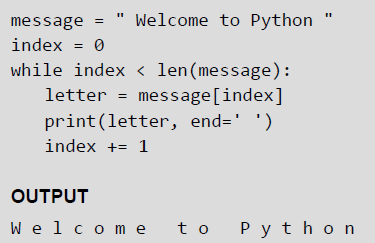 message = " Welcome to Python "
index = 0
while index < len(message):
    letter = message[index]
    print(letter, end=' ')
    index += 1
OUTPUT
W e l c o m e   t o   P y t h o n